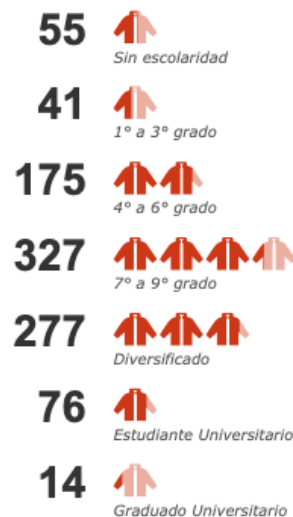 55
Sin escolaridad
41
1° a 3° grado
175
4° a 6° grado
327
7° a 9° grado
277
Diversificado
76
Estudiante Universitario
14
Graduado Universitario